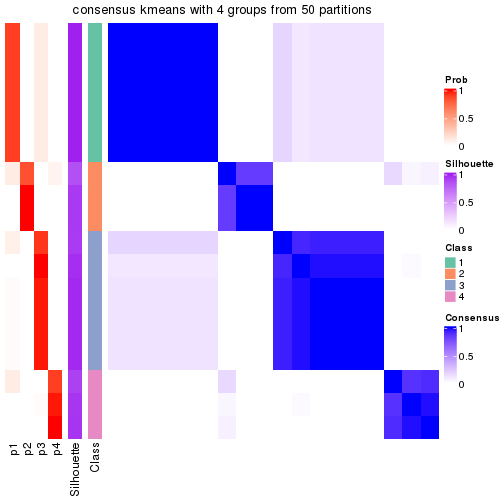 consensus kmeans with 4 groups from 50 partitions
Prob
1
0.5
0
Silhouette
1
0.5
0
Class
1
2
3
4
Consensus
1
0.5
0
p1
p2
p3
p4
Silhouette
Class